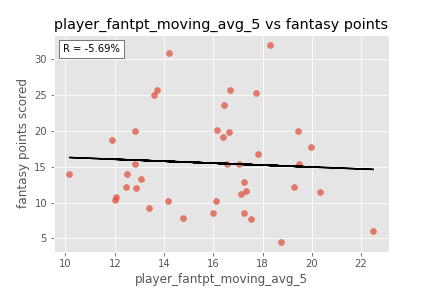 player_fantpt_moving_avg_5 vs fantasy points
R = -5.69%
30
25
20
15
10
5
fantasy points scored
10 12 14 16 18 20 22
player_fantpt_moving_avg_5